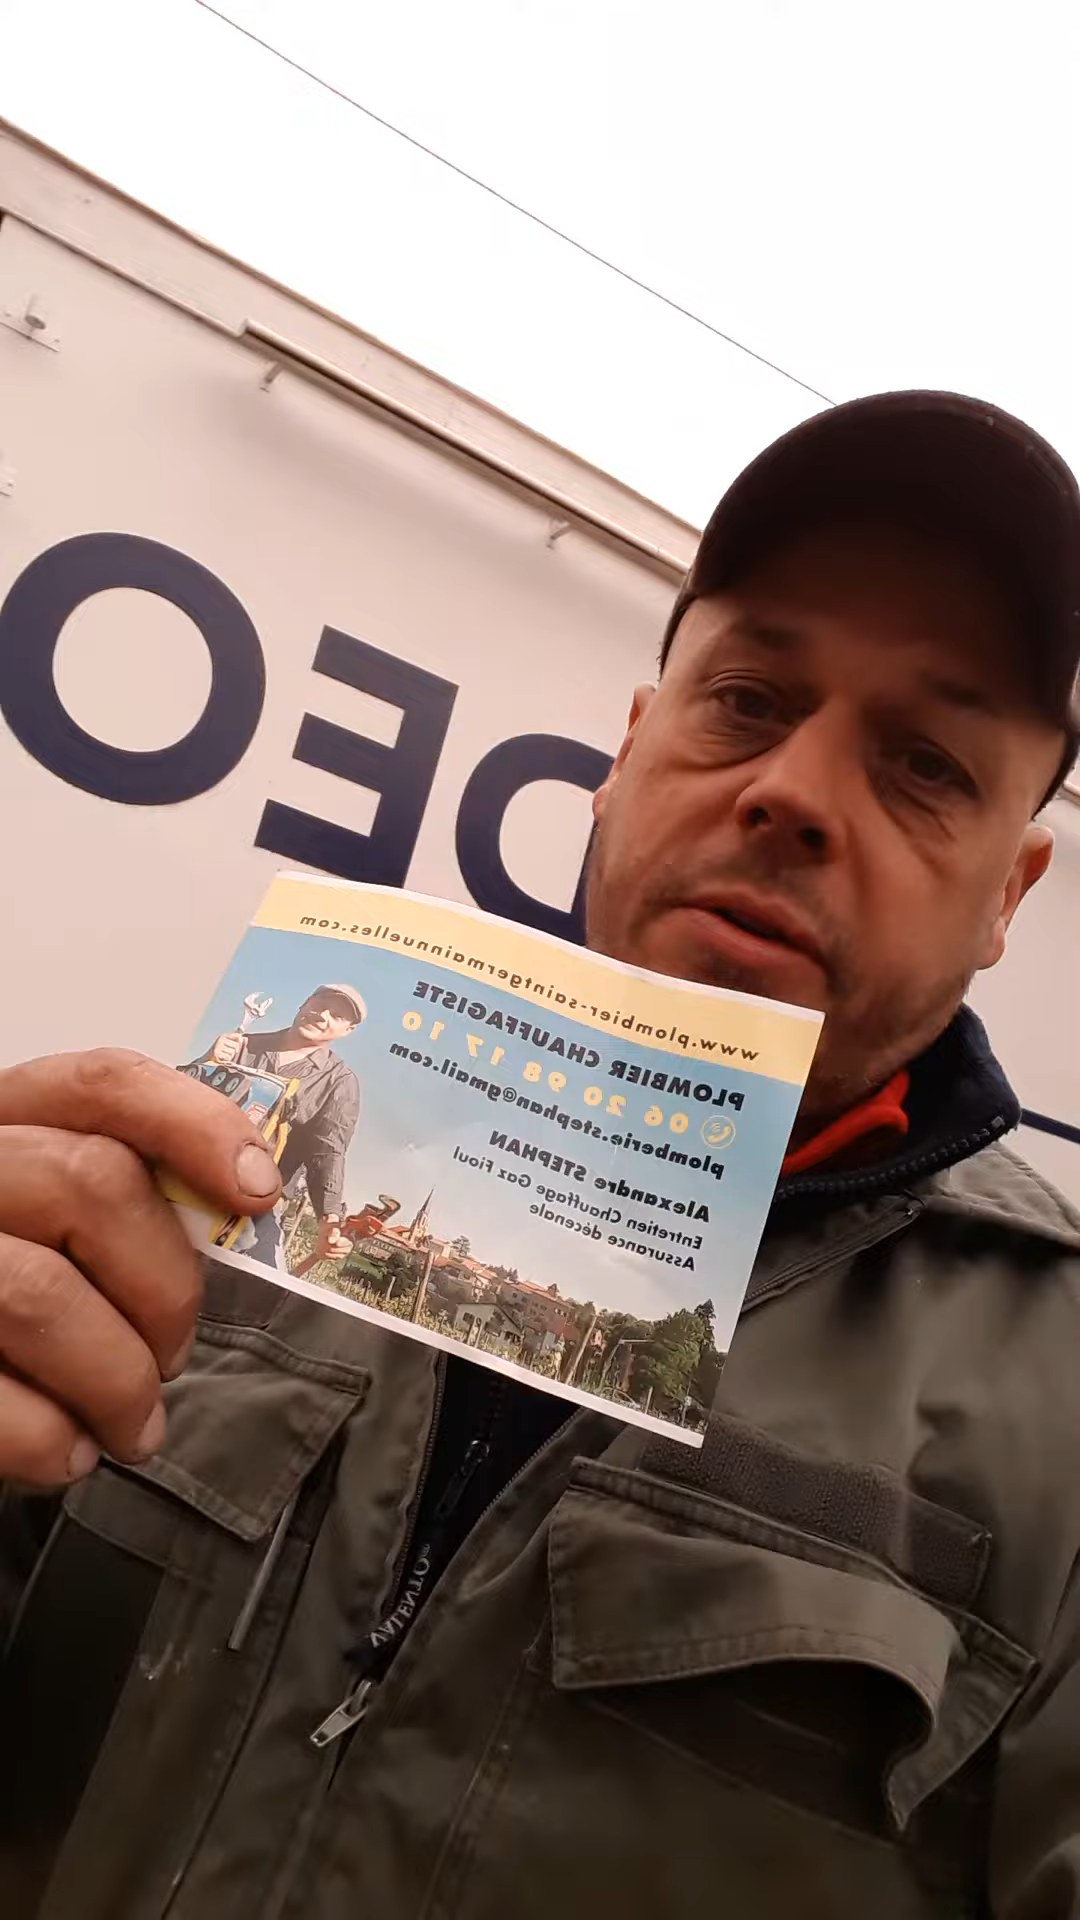 DEO
www.plombier-saintgermainnuelles.com
PLOMBIER CHAUFFAGISTE
06 20 98 17 10
plomberie.stephan@gmail.com
Alexandre STEPHAN
Entretien Chauffage Gaz Fioul
Assurance décenale
VALENTO®